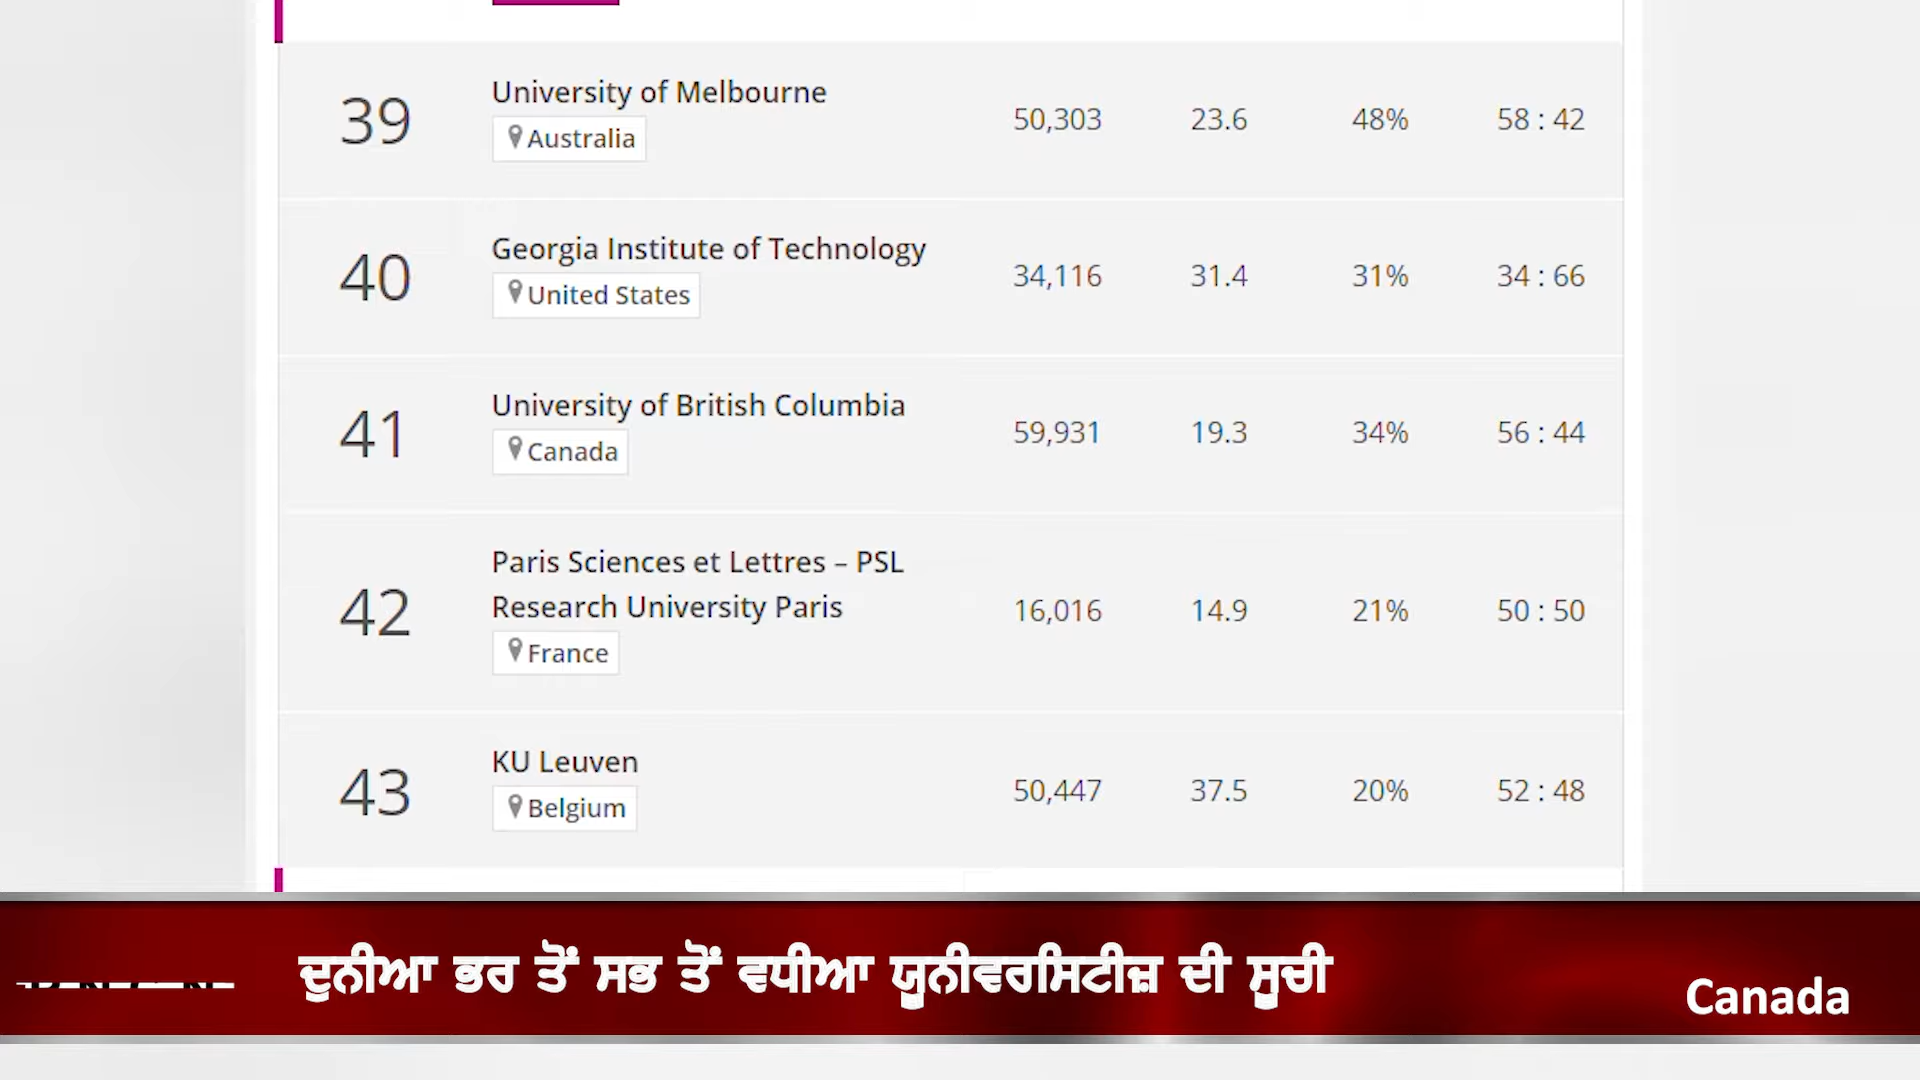 39 University of Melbourne 50,303 23.6 48% 58 : 42
Australia
40 Georgia Institute of Technology 34,116 31.4 31% 34 : 66
United States
41 University of British Columbia 59,931 19.3 34% 56 : 44
Canada
42 Paris Sciences et Lettres – PSL
Research University Paris 16,016 14.9 21% 50 : 50
France
43 KU Leuven 50,447 37.5 20% 52 : 48
Belgium
ਦੁਨੀਆ ਭਰ ਤੋਂ ਸਭ ਤੋਂ ਵਧੀਆ ਯੂਨੀਵਰਸਿਟੀਜ਼ ਦੀ ਸੂਚੀ
Canada